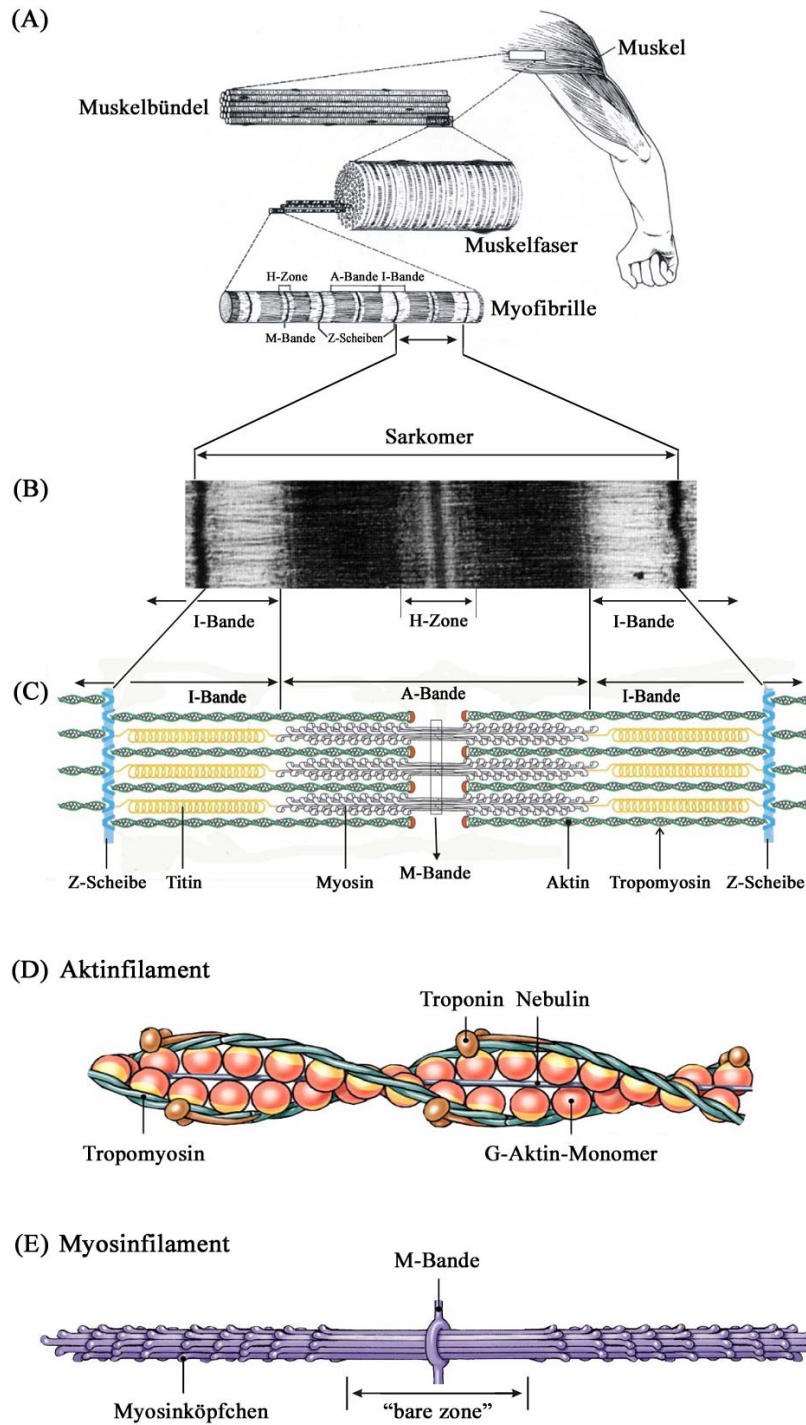 (A)
Muskel
Muskelbündel
Muskelfaser
H-Zone A-Bande I-Bande
Myofibrille
M-Bande Z-Scheiben
Sarkomer
(B)
I-Bande H-Zone I-Bande
(C)
I-Bande A-Bande I-Bande
M-Bande
Z-Scheibe Titin Myosin Aktin Tropomyosin Z-Scheibe
(D) Aktinfilament
Troponin Nebulin
Tropomyosin G-Aktin-Monomer
(E) Myosinfilament
M-Bande
Myosinköpfchen "bare zone"